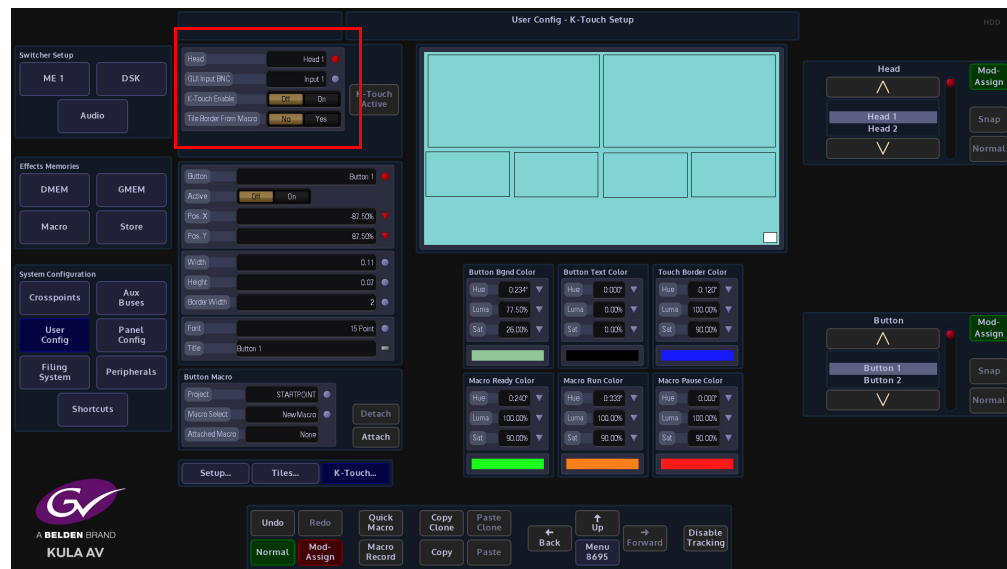 User Config - K-Touch Setup
HDD
Switcher Setup
ME 1
DSK
Audio
Effects Memories
DMEM
GMEM
Macro
Store
System Configuration
Crosspoints
Aux Buses
User Config
Panel Config
Filing System
Peripherals
Shortcuts
Head
Head 1
GUI Input BNC
Input 1
K-Touch Enable
Off
On
Tile Border From Macro
No
Yes
K-Touch Active
Button
Button 1
Active
Off
On
Pos. X
-87.50%
Pos. Y
87.50%
Width
0.11
Height
0.07
Border Width
2
Font
15 Point
Title
Button 1
Button Macro
Project
STARTPOINT
Macro Select
NewMacro
Attached Macro
None
Detach
Attach
Setup...
Tiles...
K-Touch...
Button Bgnd Color
Hue
0:234°
Luma
77.50%
Sat
26.00%
Button Text Color
Hue
0:000°
Luma
0.00%
Sat
0.00%
Touch Border Color
Hue
0:120°
Luma
100.00%
Sat
90.00%
Macro Ready Color
Hue
0:240°
Luma
100.00%
Sat
90.00%
Macro Run Color
Hue
0:333°
Luma
100.00%
Sat
90.00%
Macro Pause Color
Hue
0:000°
Luma
100.00%
Sat
90.00%
Head
Head 1
Head 2
Mod-Assign
Snap
Normal
Button
Button 1
Button 2
Mod-Assign
Snap
Normal
GV
A BELDEN BRAND
KULA AV
Undo
Redo
Normal
Mod-Assign
Quick Macro
Macro Record
Copy Clone
Paste Clone
Copy
Paste
Back
Up
Menu 8695
Forward
Disable Tracking